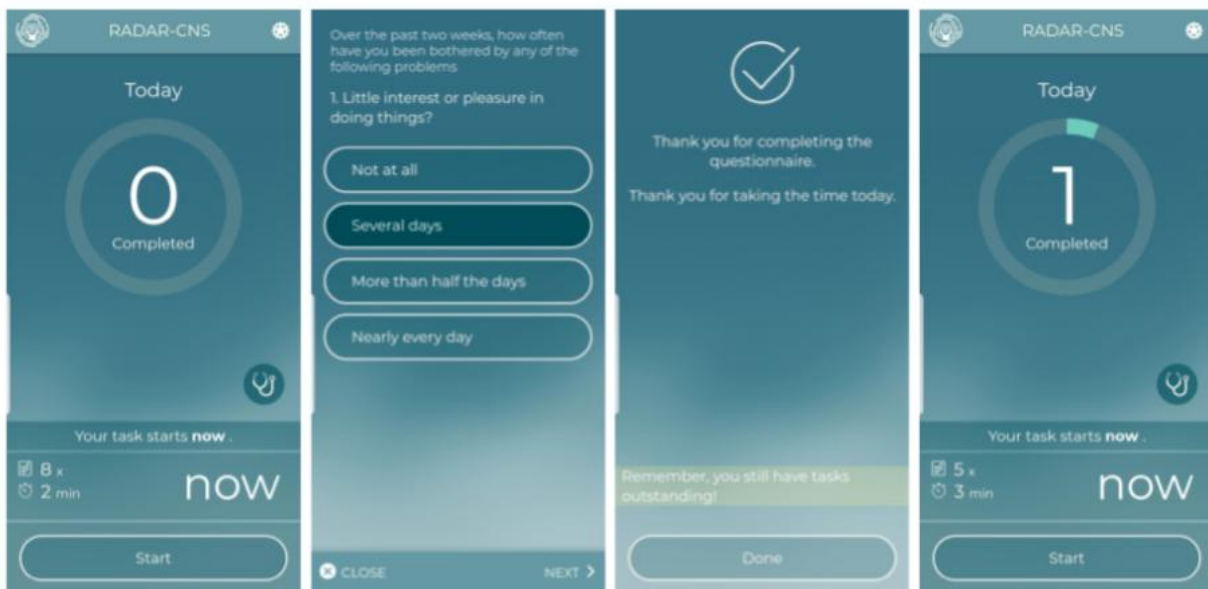 RADAR-CNS
Today
0
Completed
Your task starts now .
8 x
2 min
now
Start
Over the past two weeks, how often
have you been bothered by any of the
following problems
1. Little interest or pleasure in
doing things?
Not at all
Several days
More than half the days
Nearly every day
CLOSE
NEXT
Thank you for completing the
questionnaire.
Thank you for taking the time today.
Remember, you still have tasks
outstanding!
Done
RADAR-CNS
Today
1
Completed
Your task starts now .
5 x
3 min
now
Start